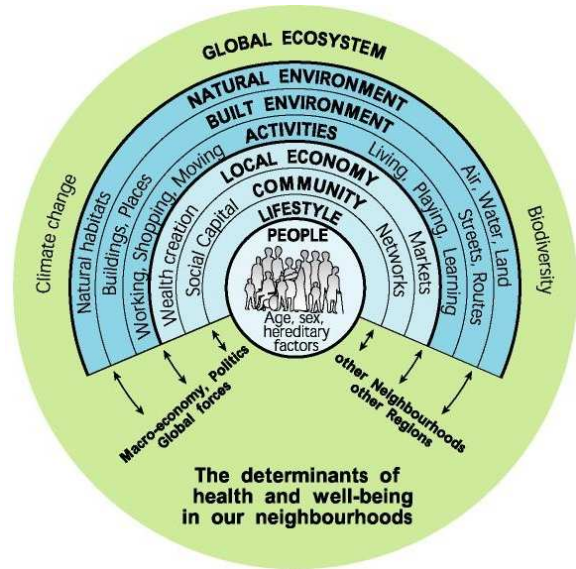 GLOBAL ECOSYSTEM
NATURAL ENVIRONMENT
BUILT ENVIRONMENT
ACTIVITIES
LOCAL ECONOMY
COMMUNITY
LIFESTYLE
PEOPLE
Age, sex,
hereditary
factors
Climate change
Natural habitats
Buildings, Places
Working, Shopping, Moving
Wealth creation
Social Capital
Networks
Markets
Living, Playing, Learning
Streets, Routes
Air, Water, Land
Biodiversity
Macro-economy, Politics
Global forces
other Neighbourhoods
other Regions
The determinants of
health and well-being
in our neighbourhoods